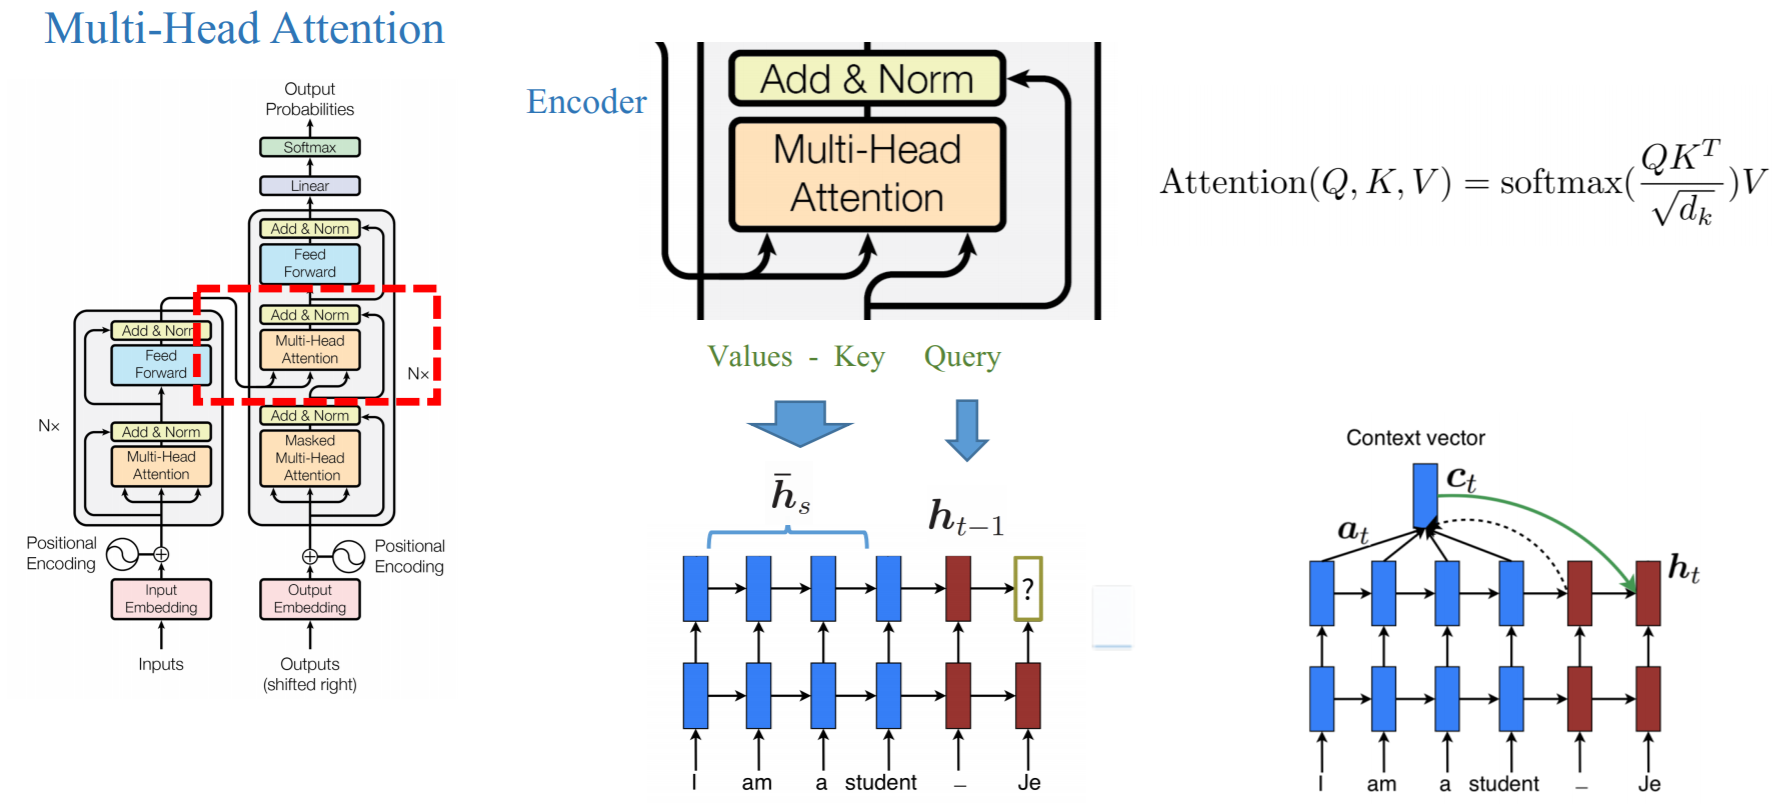 Multi-Head Attention
Output
Probabilities
Softmax
Linear
Add & Norm
Feed
Forward
Add & Norm
Multi-Head
Attention
N×
Add & Norm
Masked
Multi-Head
Attention
Add & Norm
Feed
Forward
N×
Add & Norm
Multi-Head
Attention
Positional
Encoding
Positional
Encoding
Input
Embedding
Output
Embedding
Inputs
Outputs
(shifted right)
Encoder
Add & Norm
Multi-Head
Attention
Values - Key Query
h̄_s
h_{t−1}
?
I am a student _ Je
Attention(Q, K, V) = softmax(QK^T / √d_k)V
Context vector
c_t
a_t
h_t
I am a student _ Je